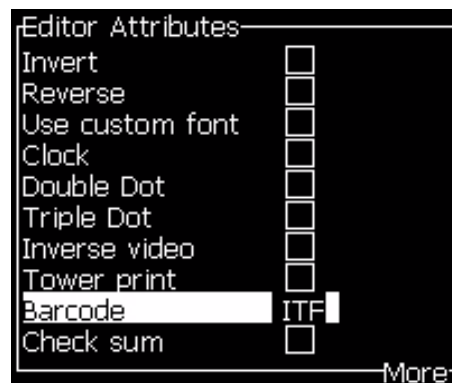 Editor Attributes
Invert
Reverse
Use custom font
Clock
Double Dot
Triple Dot
Inverse video
Tower print
Barcode ITF
Check sum
More